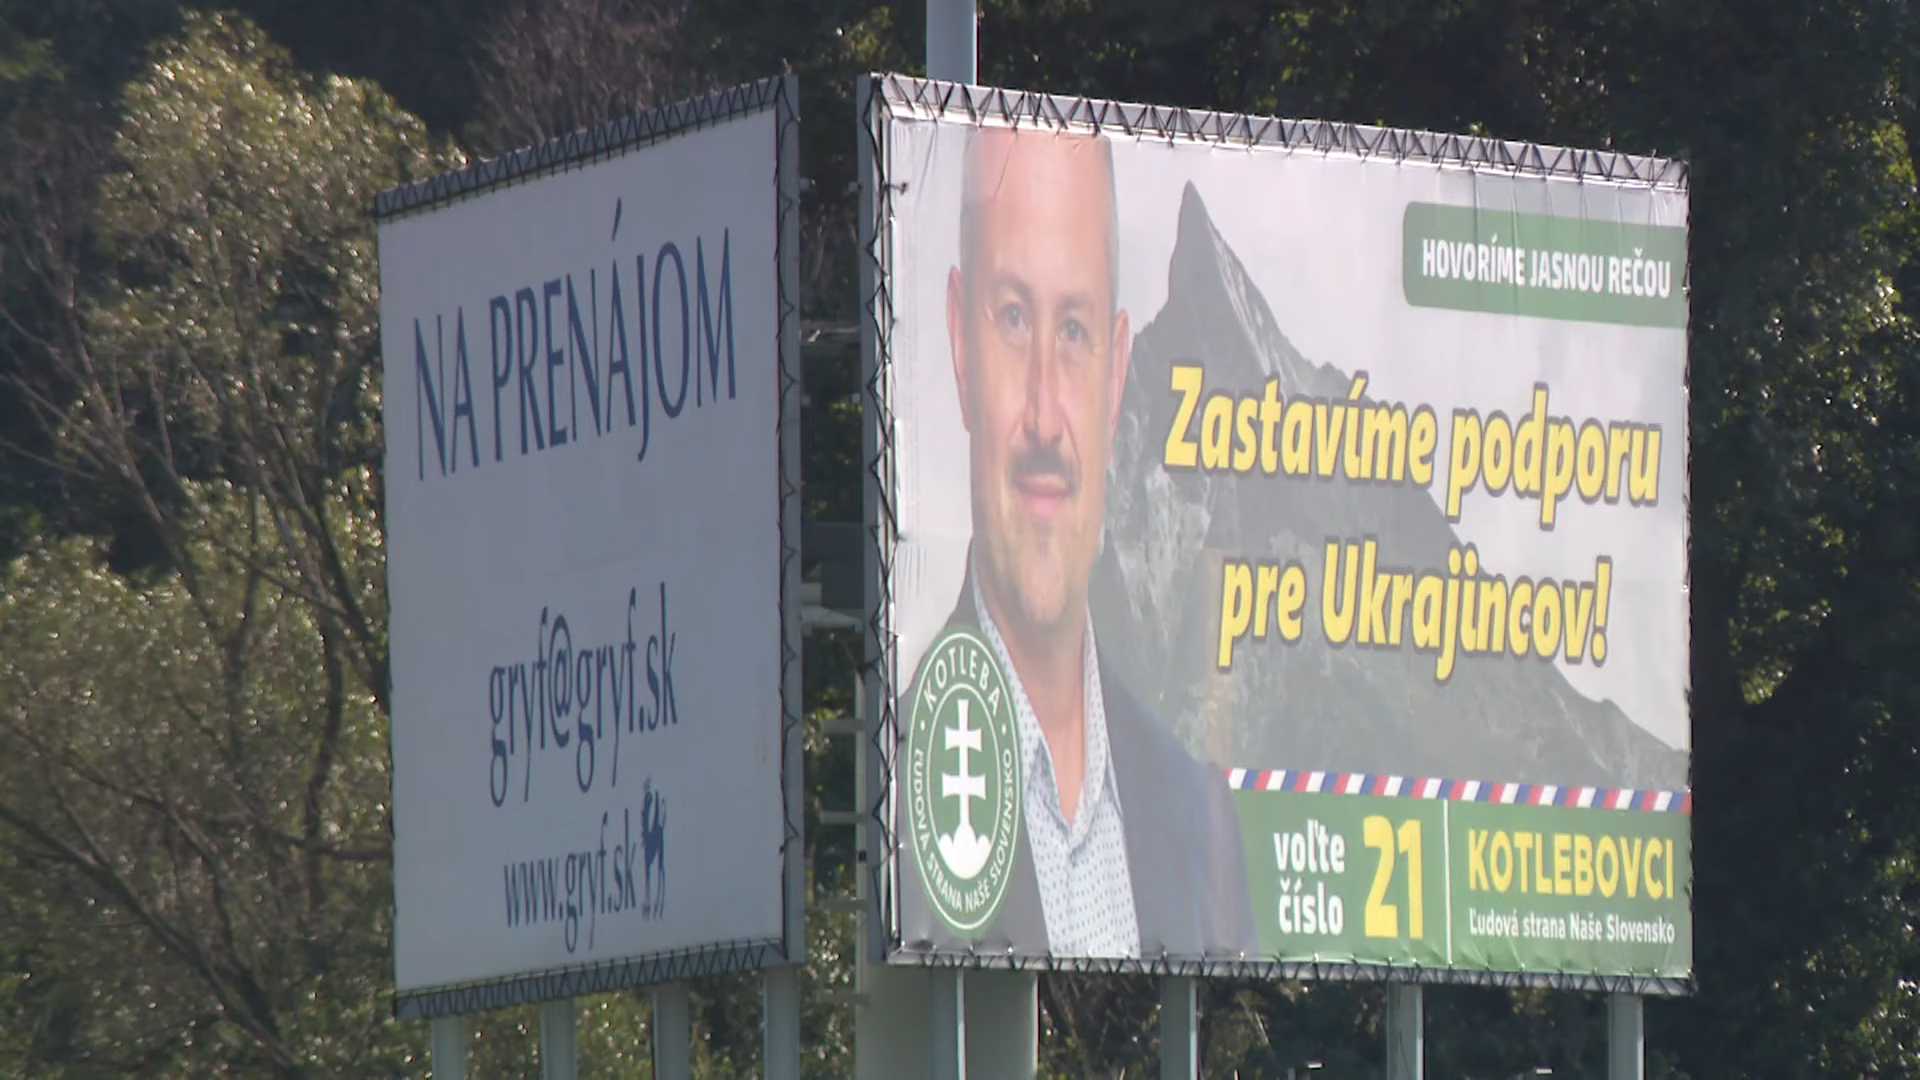 NA PRENÁJOM
gryf@gryf.sk
www.gryf.sk
HOVORÍME JASNOU REČOU
Zastavíme podporu
pre Ukrajincov!
KOTLEBA
ĽUDOVÁ STRANA NAŠE SLOVENSKO
voľte
číslo
21
KOTLEBOVCI
Ľudová strana Naše Slovensko